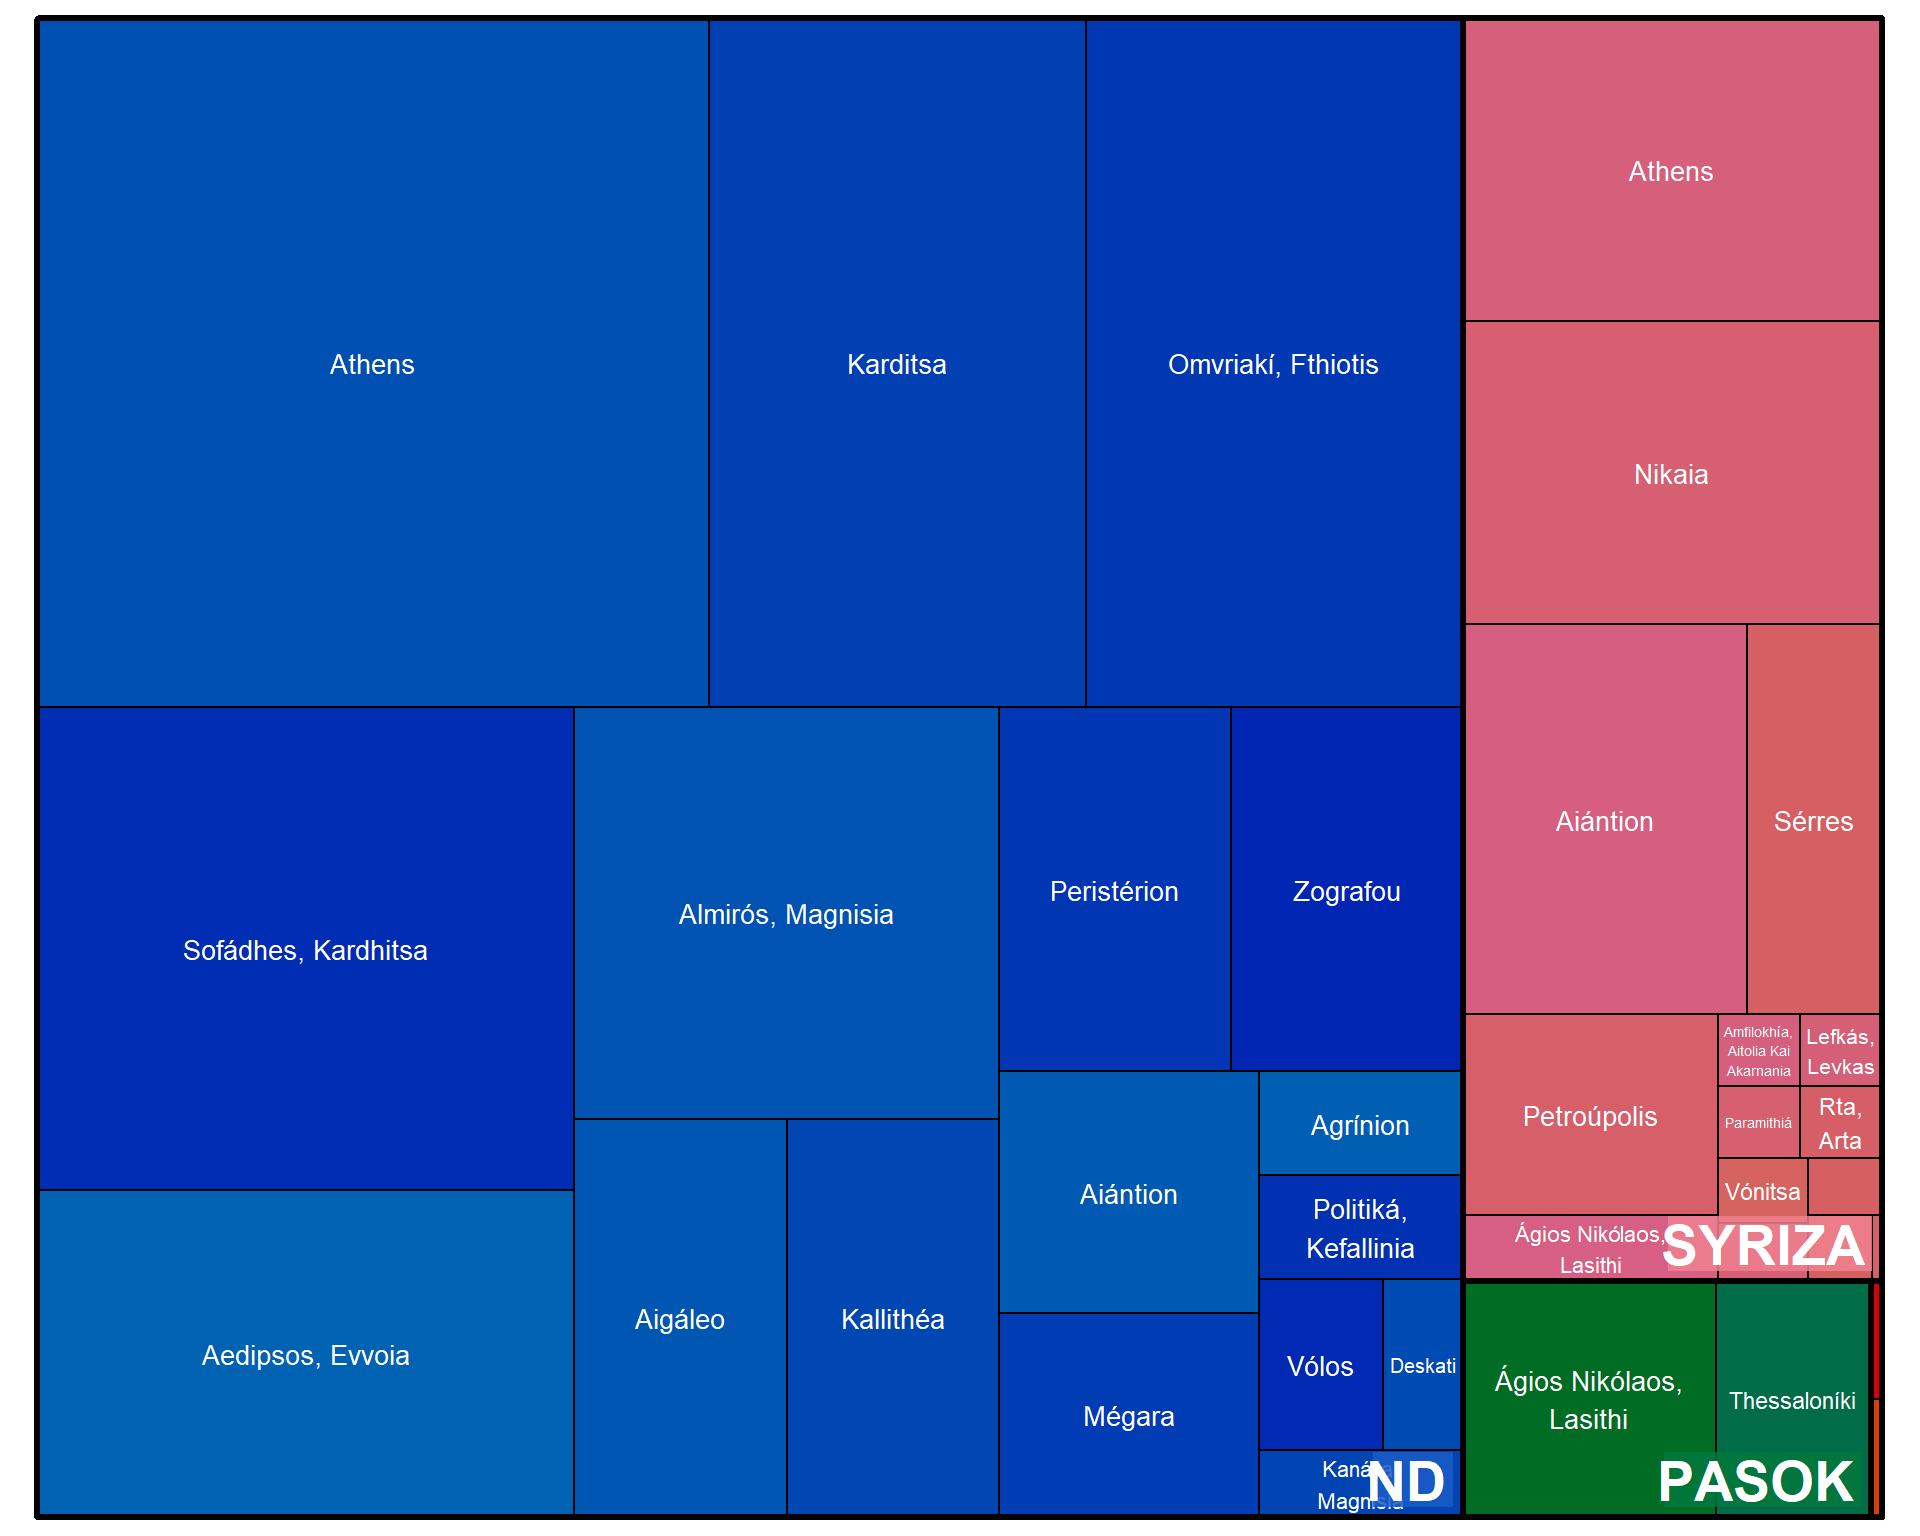 Athens
Karditsa
Omvriakí, Fthiotis
Sofádhes, Kardhitsa
Almirós, Magnisia
Peristérion
Zografou
Aedipsos, Evvoia
Aigáleo
Kallithéa
Aiántion
Mégara
Agrínion
Politiká,
Kefallinia
Vólos
Deskati
Magnisia
ND
Athens
Nikaia
Aiántion
Sérres
Petroúpolis
Amfilokhía,
Aitolia Kai
Akarnania
Lefkás,
Levkas
Paramithiá
Rta,
Arta
Vónitsa
Ágios Nikólaos,
Lasithi
SYRIZA
Ágios Nikólaos,
Lasithi
Thessaloníki
PASOK